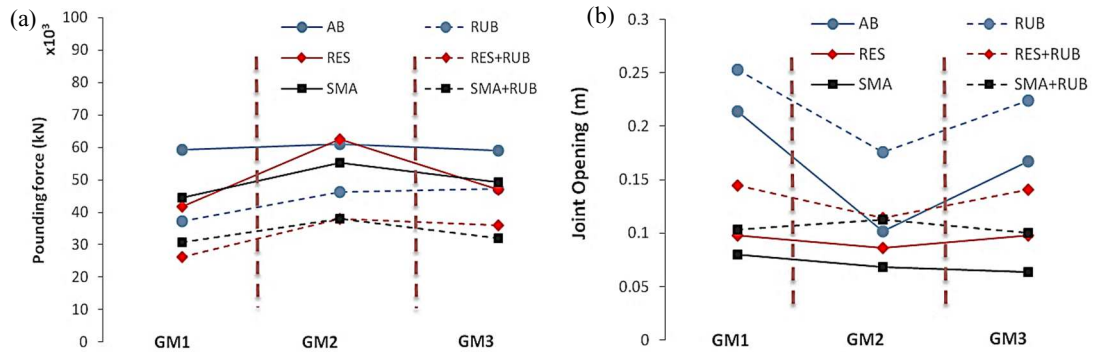 (a)
x10³
Pounding force (kN)
100
90
80
70
60
50
40
30
20
10
0
AB
RUB
RES
RES+RUB
SMA
SMA+RUB
GM1 GM2 GM3
(b)
Joint Opening (m)
0.3
0.25
0.2
0.15
0.1
0.05
0
AB
RUB
RES
RES+RUB
SMA
SMA+RUB
GM1 GM2 GM3